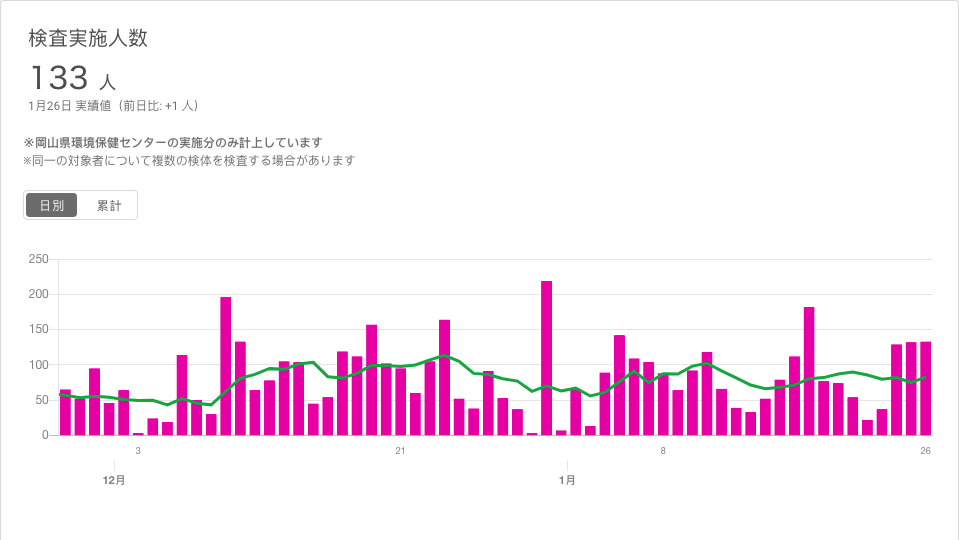 検査実施人数
133 人
1月26日 実績値（前日比: +1 人）
※岡山県環境保健センターの実施分のみ計上しています
※同一の対象者について複数の検体を検査する場合があります
日別 累計
250
200
150
100
50
0
3 21 8 26
12月 1月